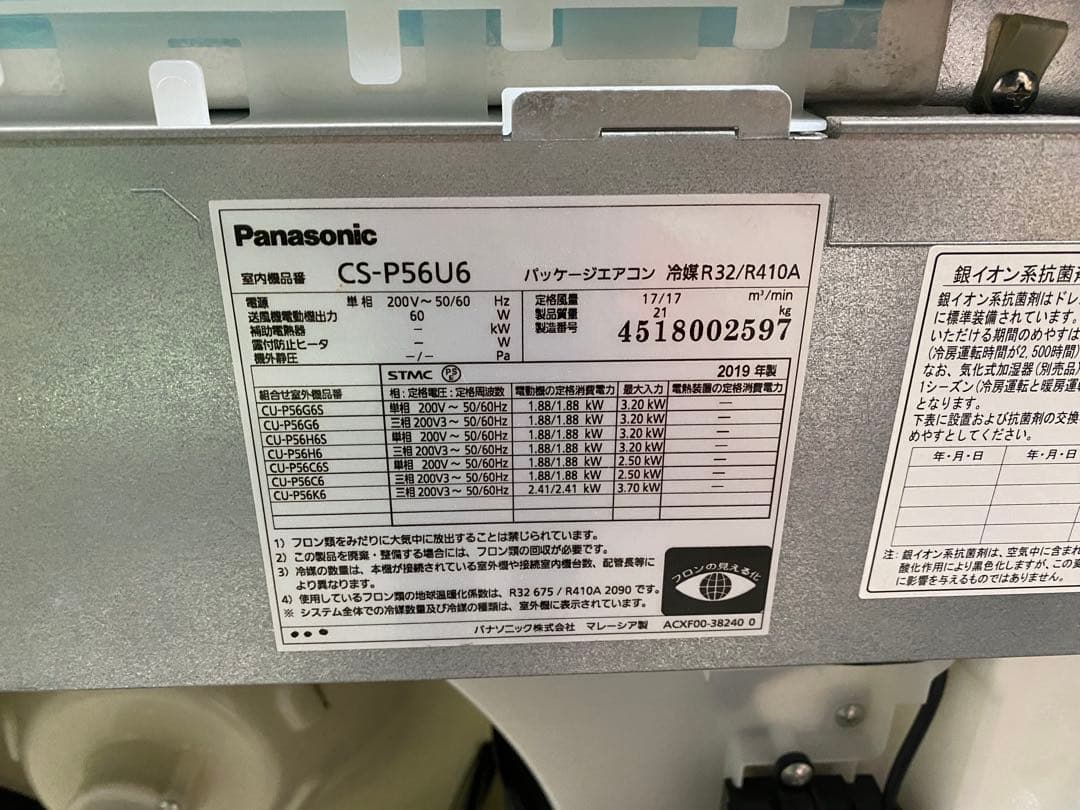 Panasonic
室内機品番 CS-P56U6 パッケージエアコン 冷媒R32/R410A
電源 単相 200V～50/60 Hz
送風機電動機出力 60 W
補助電熱器 － kW
露付防止ヒータ － W
機外静圧 －/－ Pa
定格風量 17/17 m³/min
製品質量 21 kg
製造番号 4518002597
STMC PSE 2019 年製
組合せ室外機品番 相:定格電圧:定格周波数 電動機の定格消費電力 最大入力 電熱装置の定格消費電力
CU-P56G6S 単相 200V～ 50/60Hz 1.88/1.88 kW 3.20 kW －
CU-P56G6 三相 200V3～ 50/60Hz 1.88/1.88 kW 3.20 kW －
CU-P56H6S 単相 200V～ 50/60Hz 1.88/1.88 kW 3.20 kW －
CU-P56H6 三相 200V3～ 50/60Hz 1.88/1.88 kW 3.20 kW －
CU-P56C6S 単相 200V～ 50/60Hz 1.88/1.88 kW 2.50 kW －
CU-P56C6 三相 200V3～ 50/60Hz 1.88/1.88 kW 2.50 kW －
CU-P56K6 三相 200V3～ 50/60Hz 2.41/2.41 kW 3.70 kW －
1) フロン類をみだりに大気中に放出することは禁じられています。
2) この製品を廃棄・整備する場合には、フロン類の回収が必要です。
3) 冷媒の数量は、本機が接続されている室外機や接続室内機台数、配管長等に
より異なります。
4) 使用しているフロン類の地球温暖化係数は、R32 675 / R410A 2090 です。
※ システム全体での冷媒数量及び冷媒の種類は、室外機に表示されています。
フロンの見える化
パナソニック株式会社 マレーシア製 ACXF00-38240 0
銀イオン系抗菌剤
銀イオン系抗菌剤はドレ
に標準装備されています。
いただける期間のめやすは
(冷房運転時間が2,500時間)
なお、気化式加湿器(別売品)
1シーズン(冷房運転と暖房運
となります。
下表に設置および抗菌剤の交換
めやすとしてください。
年・月・日 年・月・日
注:銀イオン系抗菌剤は、空気中に含まれ
酸化作用により黒色化しますが、この変
に影響を与えるものではありません。